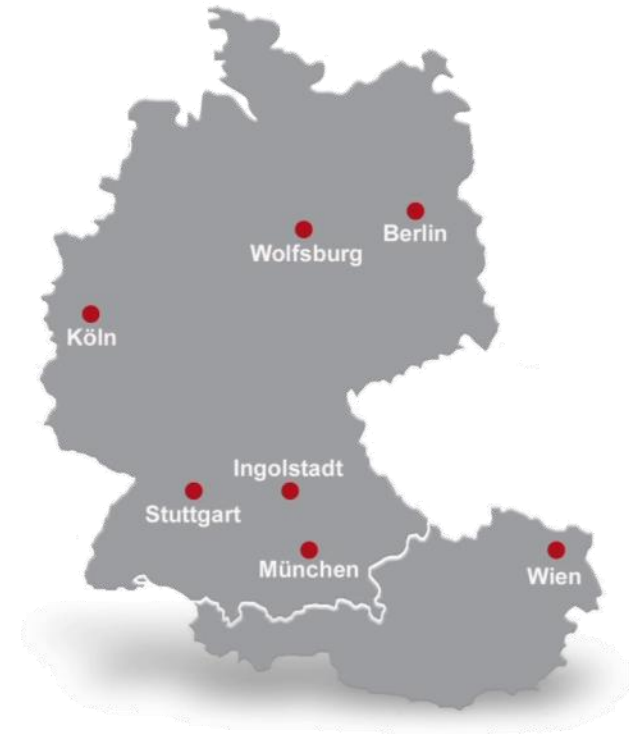 Berlin
Wolfsburg
Köln
Ingolstadt
Stuttgart
München
Wien